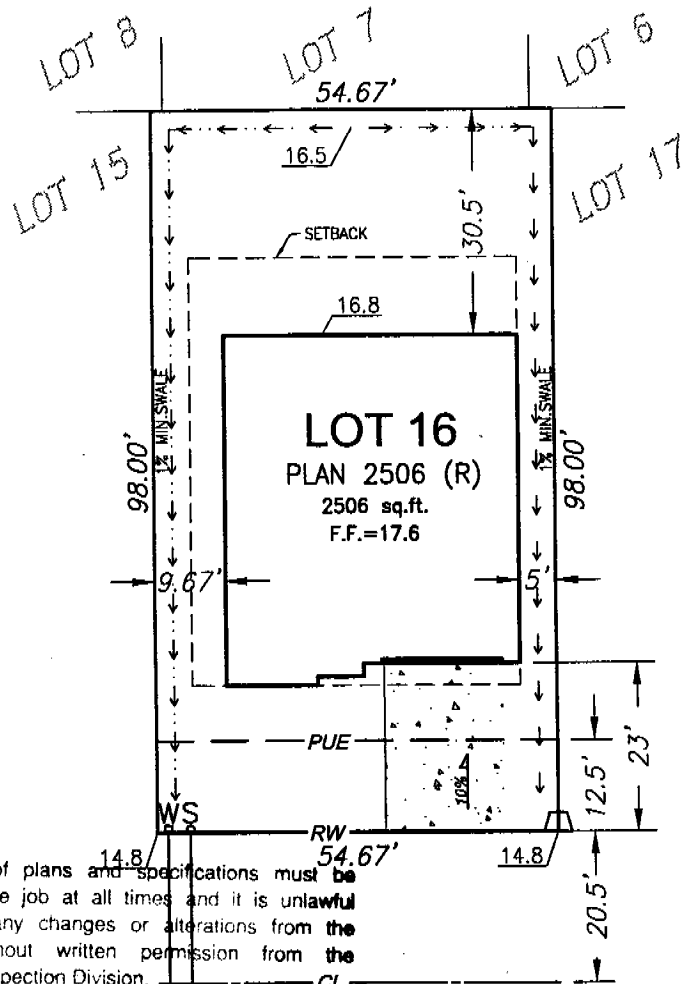 LOT 8
LOT 7
LOT 6
54.67'
16.5
LOT 15
LOT 17
30.5'
SETBACK
16.8
1% MIN.SWALE
1% MIN.SWALE
98.00'
98.00'
LOT 16
PLAN 2506 (R)
2506 sq.ft.
F.F.=17.6
9.67'
5'
PUE
10%
12.5'
23'
WS
RW
14.8
54.67'
14.8
20.5'
of plans and specifications must be
e job at all times and it is unlawful
any changes or alterations from the
hout written permission from the
pection Division.
CL